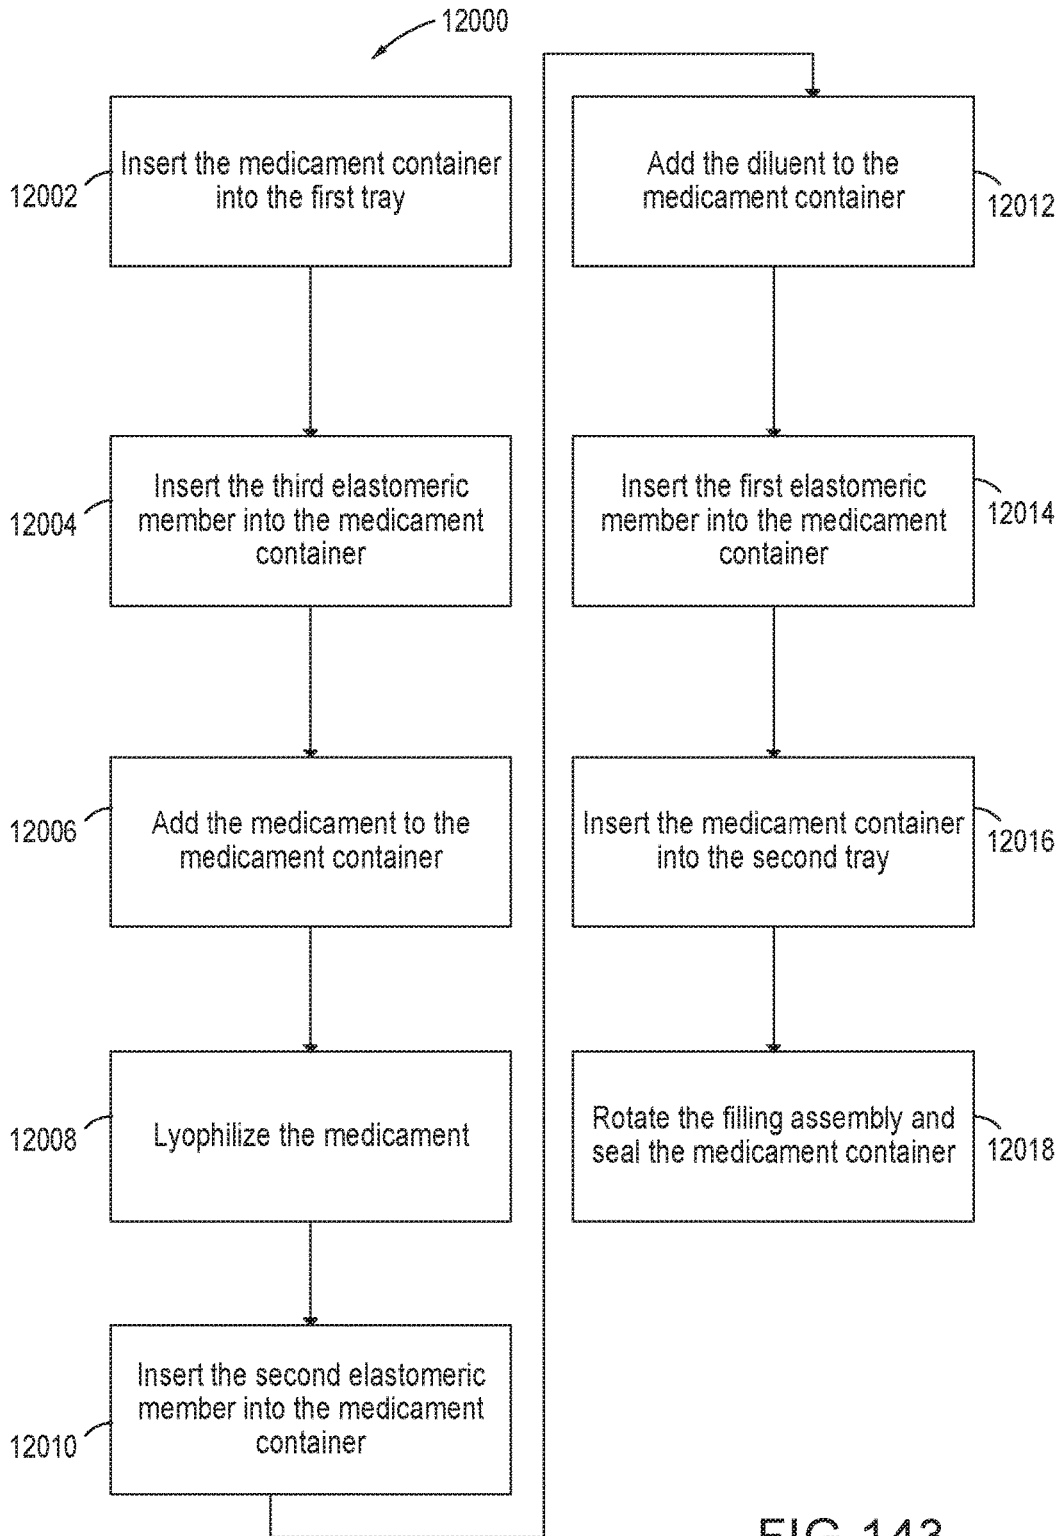 12000
12002
Insert the medicament container
into the first tray
12004
Insert the third elastomeric
member into the medicament
container
12006
Add the medicament to the
medicament container
12008
Lyophilize the medicament
12010
Insert the second elastomeric
member into the medicament
container
Add the diluent to the
medicament container
12012
Insert the first elastomeric
member into the medicament
container
12014
Insert the medicament container
into the second tray
12016
Rotate the filling assembly and
seal the medicament container
12018
FIG. 143